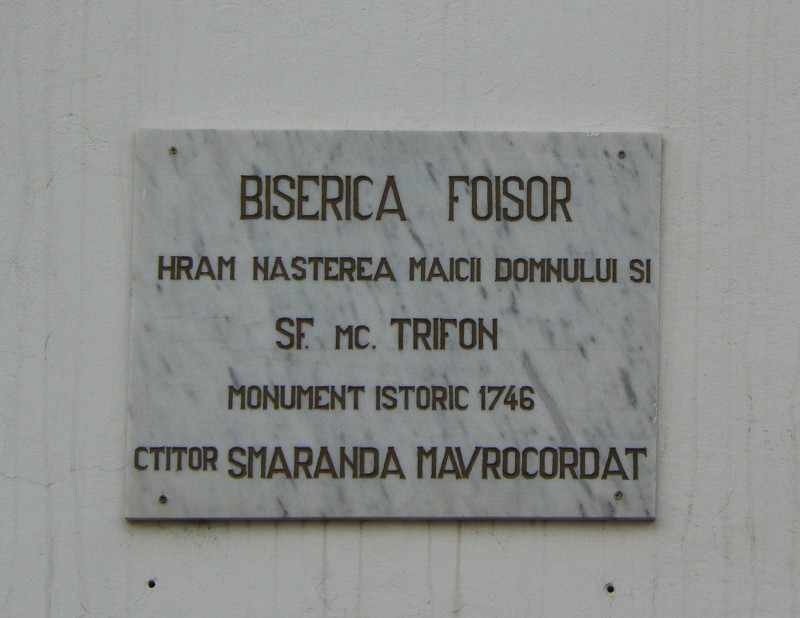 BISERICA FOISOR
HRAM NASTEREA MAICII DOMNULUI SI
SF. MC. TRIFON
MONUMENT ISTORIC 1746
CTITOR SMARANDA MAVROCORDAT